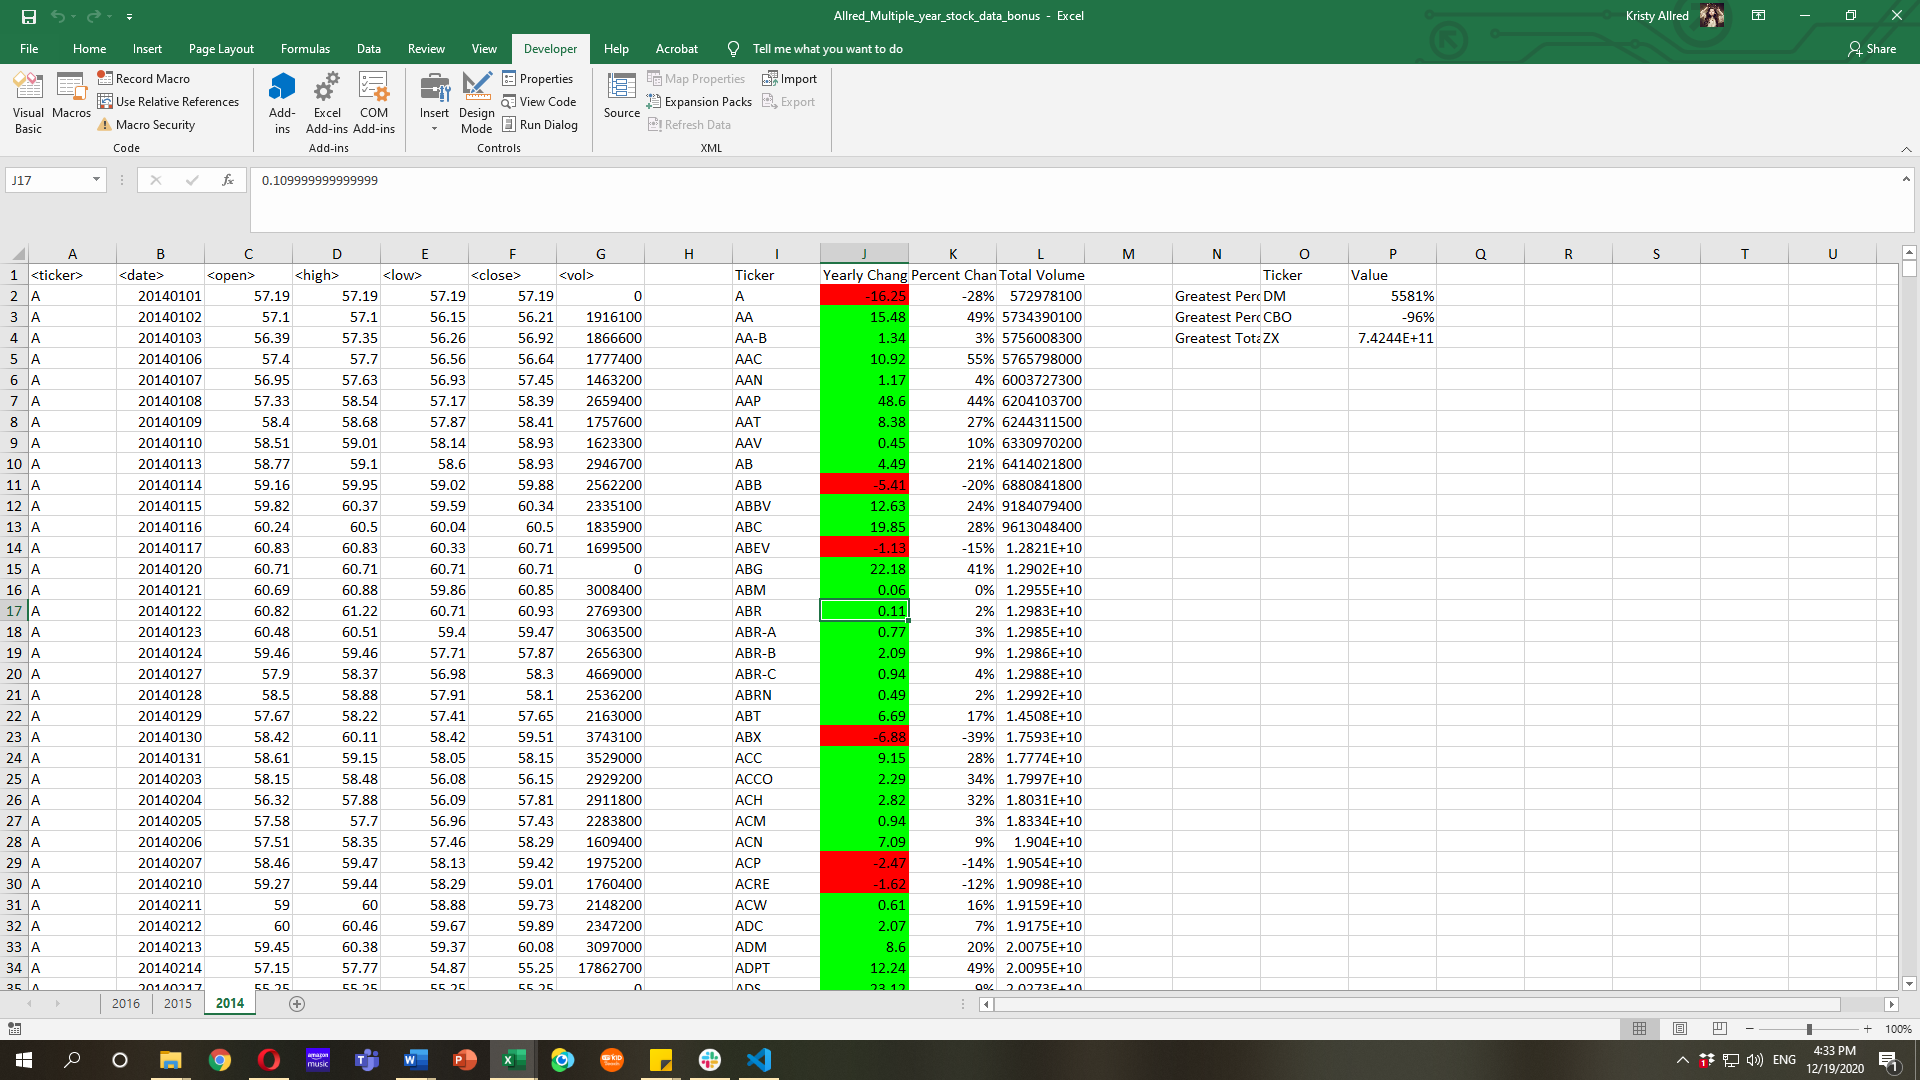 Allred_Multiple_year_stock_data_bonus - Excel
Kristy Allred
File Home Insert Page Layout Formulas Data Review View Developer Help Acrobat Tell me what you want to do Share
Visual Basic
Macros
Record Macro
Use Relative References
Macro Security
Code
Add-ins
Excel Add-ins
COM Add-ins
Add-ins
Insert
Design Mode
Properties
View Code
Run Dialog
Controls
Source
Map Properties
Expansion Packs
Refresh Data
Import
Export
XML
J17 fx 0.109999999999999
A B C D E F G H I J K L M N O P Q R S T U
1 <ticker> <date> <open> <high> <low> <close> <vol> Ticker Yearly Chang Percent Chan Total Volume Ticker Value
2 A 20140101 57.19 57.19 57.19 57.19 0 A -16.25 -28% 572978100 Greatest Perc DM 5581%
3 A 20140102 57.1 57.1 56.15 56.21 1916100 AA 15.48 49% 5734390100 Greatest Perc CBO -96%
4 A 20140103 56.39 57.35 56.26 56.92 1866600 AA-B 1.34 3% 5756008300 Greatest Tota ZX 7.4244E+11
5 A 20140106 57.4 57.7 56.56 56.64 1777400 AAC 10.92 55% 5765798000
6 A 20140107 56.95 57.63 56.93 57.45 1463200 AAN 1.17 4% 6003727300
7 A 20140108 57.33 58.54 57.17 58.39 2659400 AAP 48.6 44% 6204103700
8 A 20140109 58.4 58.68 57.87 58.41 1757600 AAT 8.38 27% 6244311500
9 A 20140110 58.51 59.01 58.14 58.93 1623300 AAV 0.45 10% 6330970200
10 A 20140113 58.77 59.1 58.6 58.93 2946700 AB 4.49 21% 6414021800
11 A 20140114 59.16 59.95 59.02 59.88 2562200 ABB -5.41 -20% 6880841800
12 A 20140115 59.82 60.37 59.59 60.34 2335100 ABBV 12.63 24% 9184079400
13 A 20140116 60.24 60.5 60.04 60.5 1835900 ABC 19.85 28% 9613048400
14 A 20140117 60.83 60.83 60.33 60.71 1699500 ABEV -1.13 -15% 1.2821E+10
15 A 20140120 60.71 60.71 60.71 60.71 0 ABG 22.18 41% 1.2902E+10
16 A 20140121 60.69 60.88 59.86 60.85 3008400 ABM 0.06 0% 1.2955E+10
17 A 20140122 60.82 61.22 60.71 60.93 2769300 ABR 0.11 2% 1.2983E+10
18 A 20140123 60.48 60.51 59.4 59.47 3063500 ABR-A 0.77 3% 1.2985E+10
19 A 20140124 59.46 59.46 57.71 57.87 2656300 ABR-B 2.09 9% 1.2986E+10
20 A 20140127 57.9 58.37 56.98 58.3 4669000 ABR-C 0.94 4% 1.2988E+10
21 A 20140128 58.5 58.88 57.91 58.1 2536200 ABRN 0.49 2% 1.2992E+10
22 A 20140129 57.67 58.22 57.41 57.65 2163000 ABT 6.69 17% 1.4508E+10
23 A 20140130 58.42 60.11 58.42 59.51 3743100 ABX -6.88 -39% 1.7593E+10
24 A 20140131 58.61 59.15 58.05 58.15 3529000 ACC 9.15 28% 1.7774E+10
25 A 20140203 58.15 58.48 56.08 56.15 2929200 ACCO 2.29 34% 1.7997E+10
26 A 20140204 56.32 57.88 56.09 57.81 2911800 ACH 2.82 32% 1.8031E+10
27 A 20140205 57.58 57.7 56.96 57.43 2283800 ACM 0.94 3% 1.8334E+10
28 A 20140206 57.51 58.35 57.46 58.29 1609400 ACN 7.09 9% 1.904E+10
29 A 20140207 58.46 59.47 58.13 59.42 1975200 ACP -2.47 -14% 1.9054E+10
30 A 20140210 59.27 59.44 58.29 59.01 1760400 ACRE -1.62 -12% 1.9098E+10
31 A 20140211 59 60 58.88 59.73 2148200 ACW 0.61 16% 1.9159E+10
32 A 20140212 60 60.46 59.67 59.89 2347200 ADC 2.07 7% 1.9175E+10
33 A 20140213 59.45 60.38 59.37 60.08 3097000 ADM 8.6 20% 2.0075E+10
34 A 20140214 57.15 57.77 54.87 55.25 17862700 ADPT 12.24 49% 2.0095E+10
35 A 20140217 55.25 55.25 55.25 55.25 0 ADS 23.12 9% 2.0273E+10
2016 2015 2014
100%
amazon music
ENG
4:33 PM
12/19/2020
1